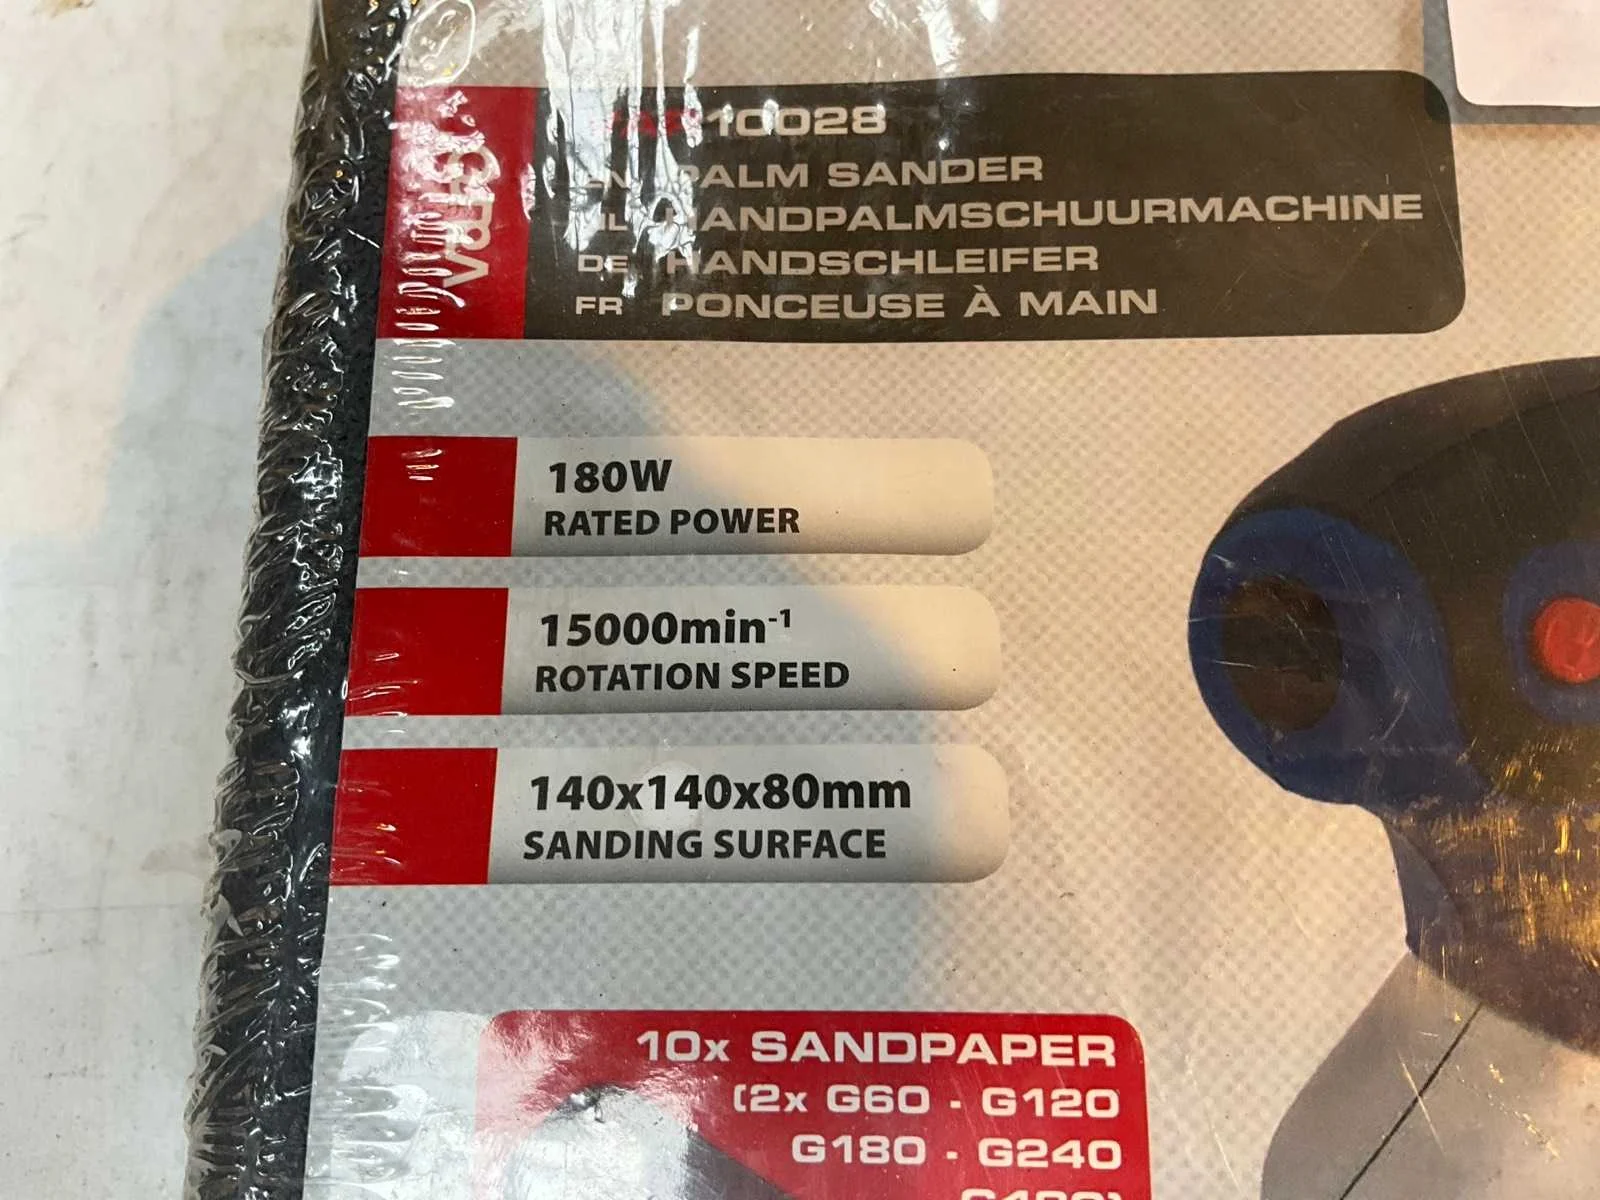 10028
PALM SANDER
NL HANDPALMSCHUURMACHINE
DE HANDSCHLEIFER
FR PONCEUSE À MAIN
180W
RATED POWER
15000min⁻¹
ROTATION SPEED
140x140x80mm
SANDING SURFACE
10x SANDPAPER
(2x G60 - G120
G180 - G240